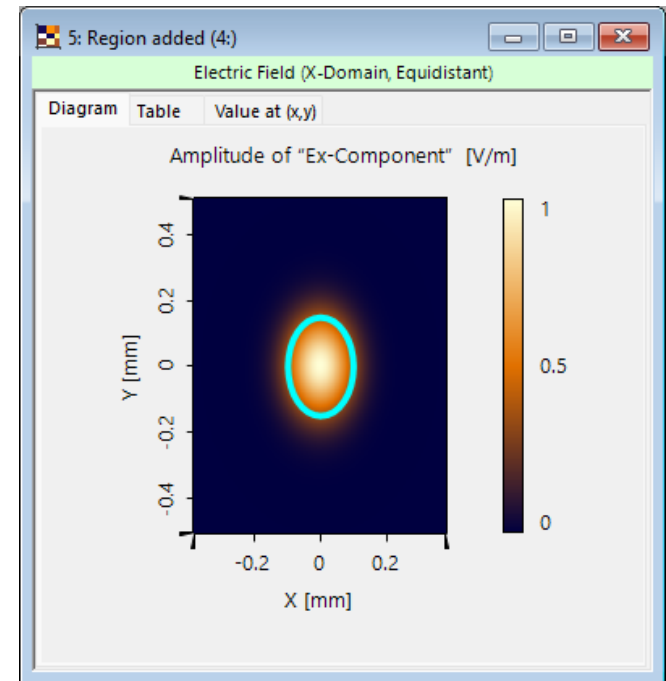 5: Region added (4:)
Electric Field (X-Domain, Equidistant)
Diagram Table Value at (x,y)
Amplitude of “Ex-Component” [V/m]
0.4
0.2
0
-0.2
-0.4
Y [mm]
-0.2 0 0.2
X [mm]
1
0.5
0